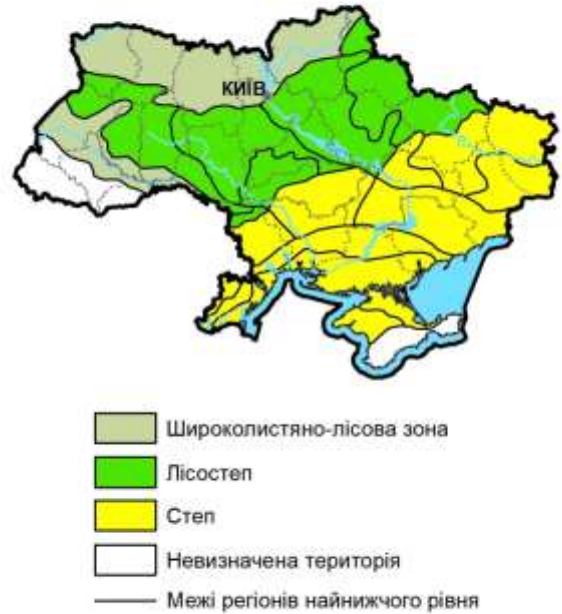 КИЇВ
Широколистяно-лісова зона
Лісостеп
Степ
Невизначена територія
Межі регіонів найнижчого рівня